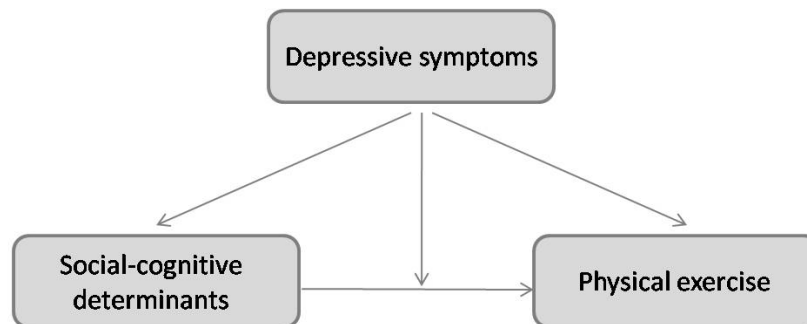 Depressive symptoms
Social-cognitive
determinants
Physical exercise